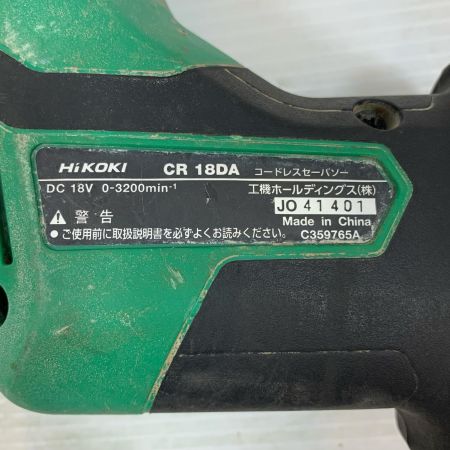 HiKOKI CR 18DA コードレスセーバソー
DC 18V 0-3200min⁻¹ 工機ホールディングス(株)
JO 41401
⚠ 警告 Made in China
● ご使用前に取扱説明書を必ずよくお読みください。 C359765A